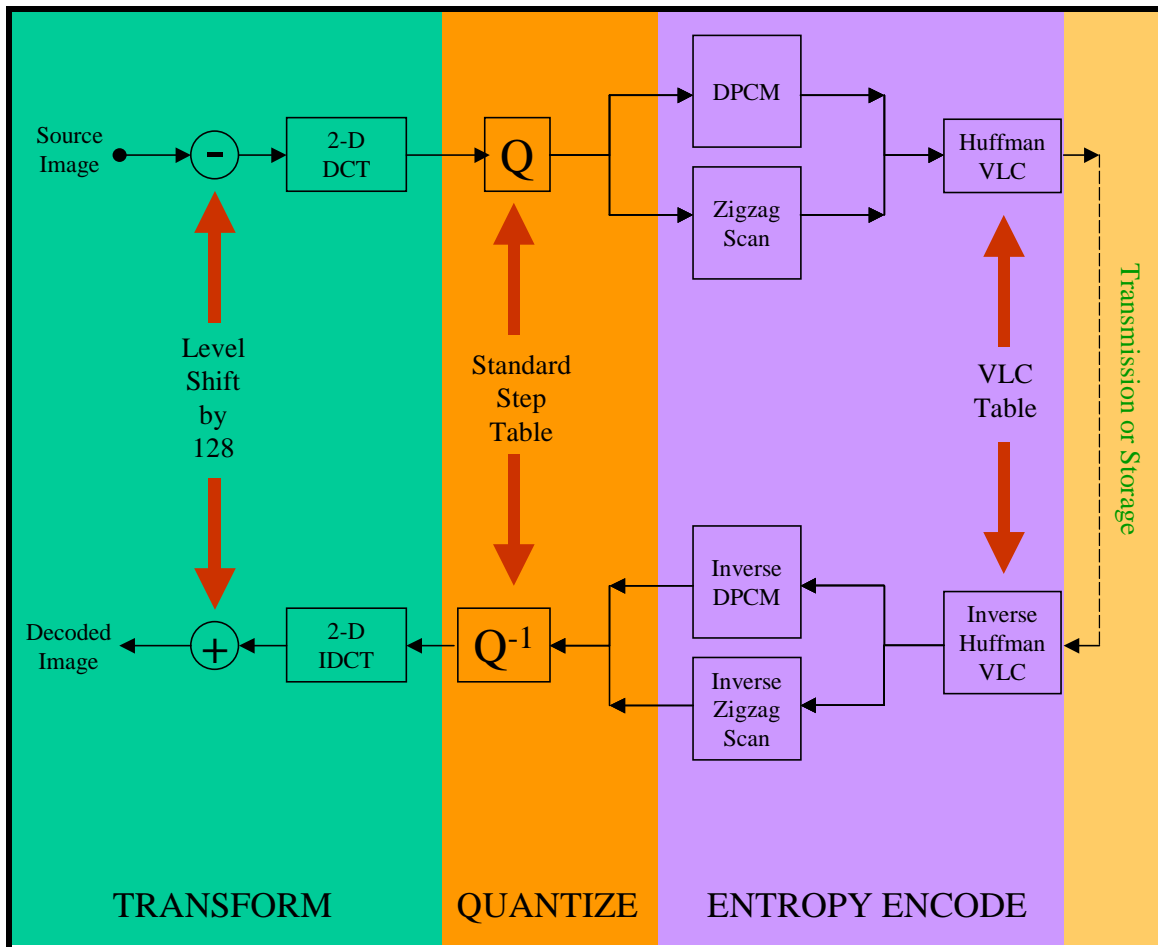 Source
Image
-
2-D
DCT
Q
DPCM
Zigzag
Scan
Huffman
VLC
Level
Shift
by
128
Standard
Step
Table
VLC
Table
Transmission or Storage
Decoded
Image
+
2-D
IDCT
Q-1
Inverse
DPCM
Inverse
Zigzag
Scan
Inverse
Huffman
VLC
TRANSFORM
QUANTIZE
ENTROPY ENCODE